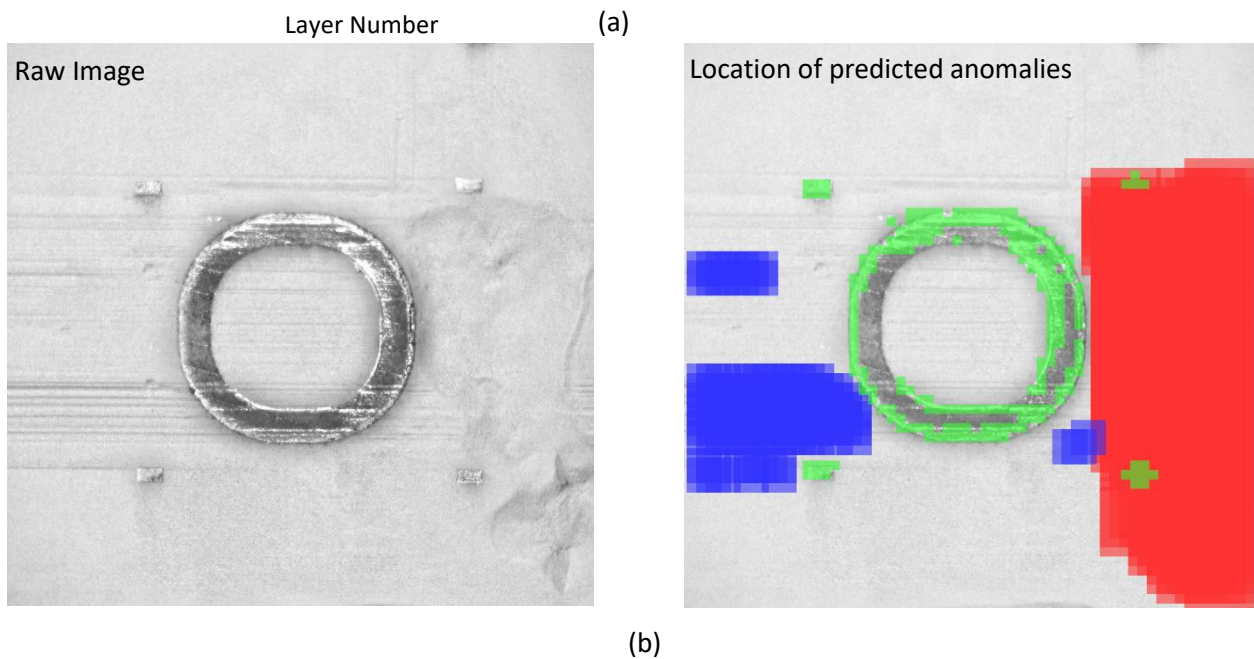 Layer Number
(a)
Raw Image
Location of predicted anomalies
(b)